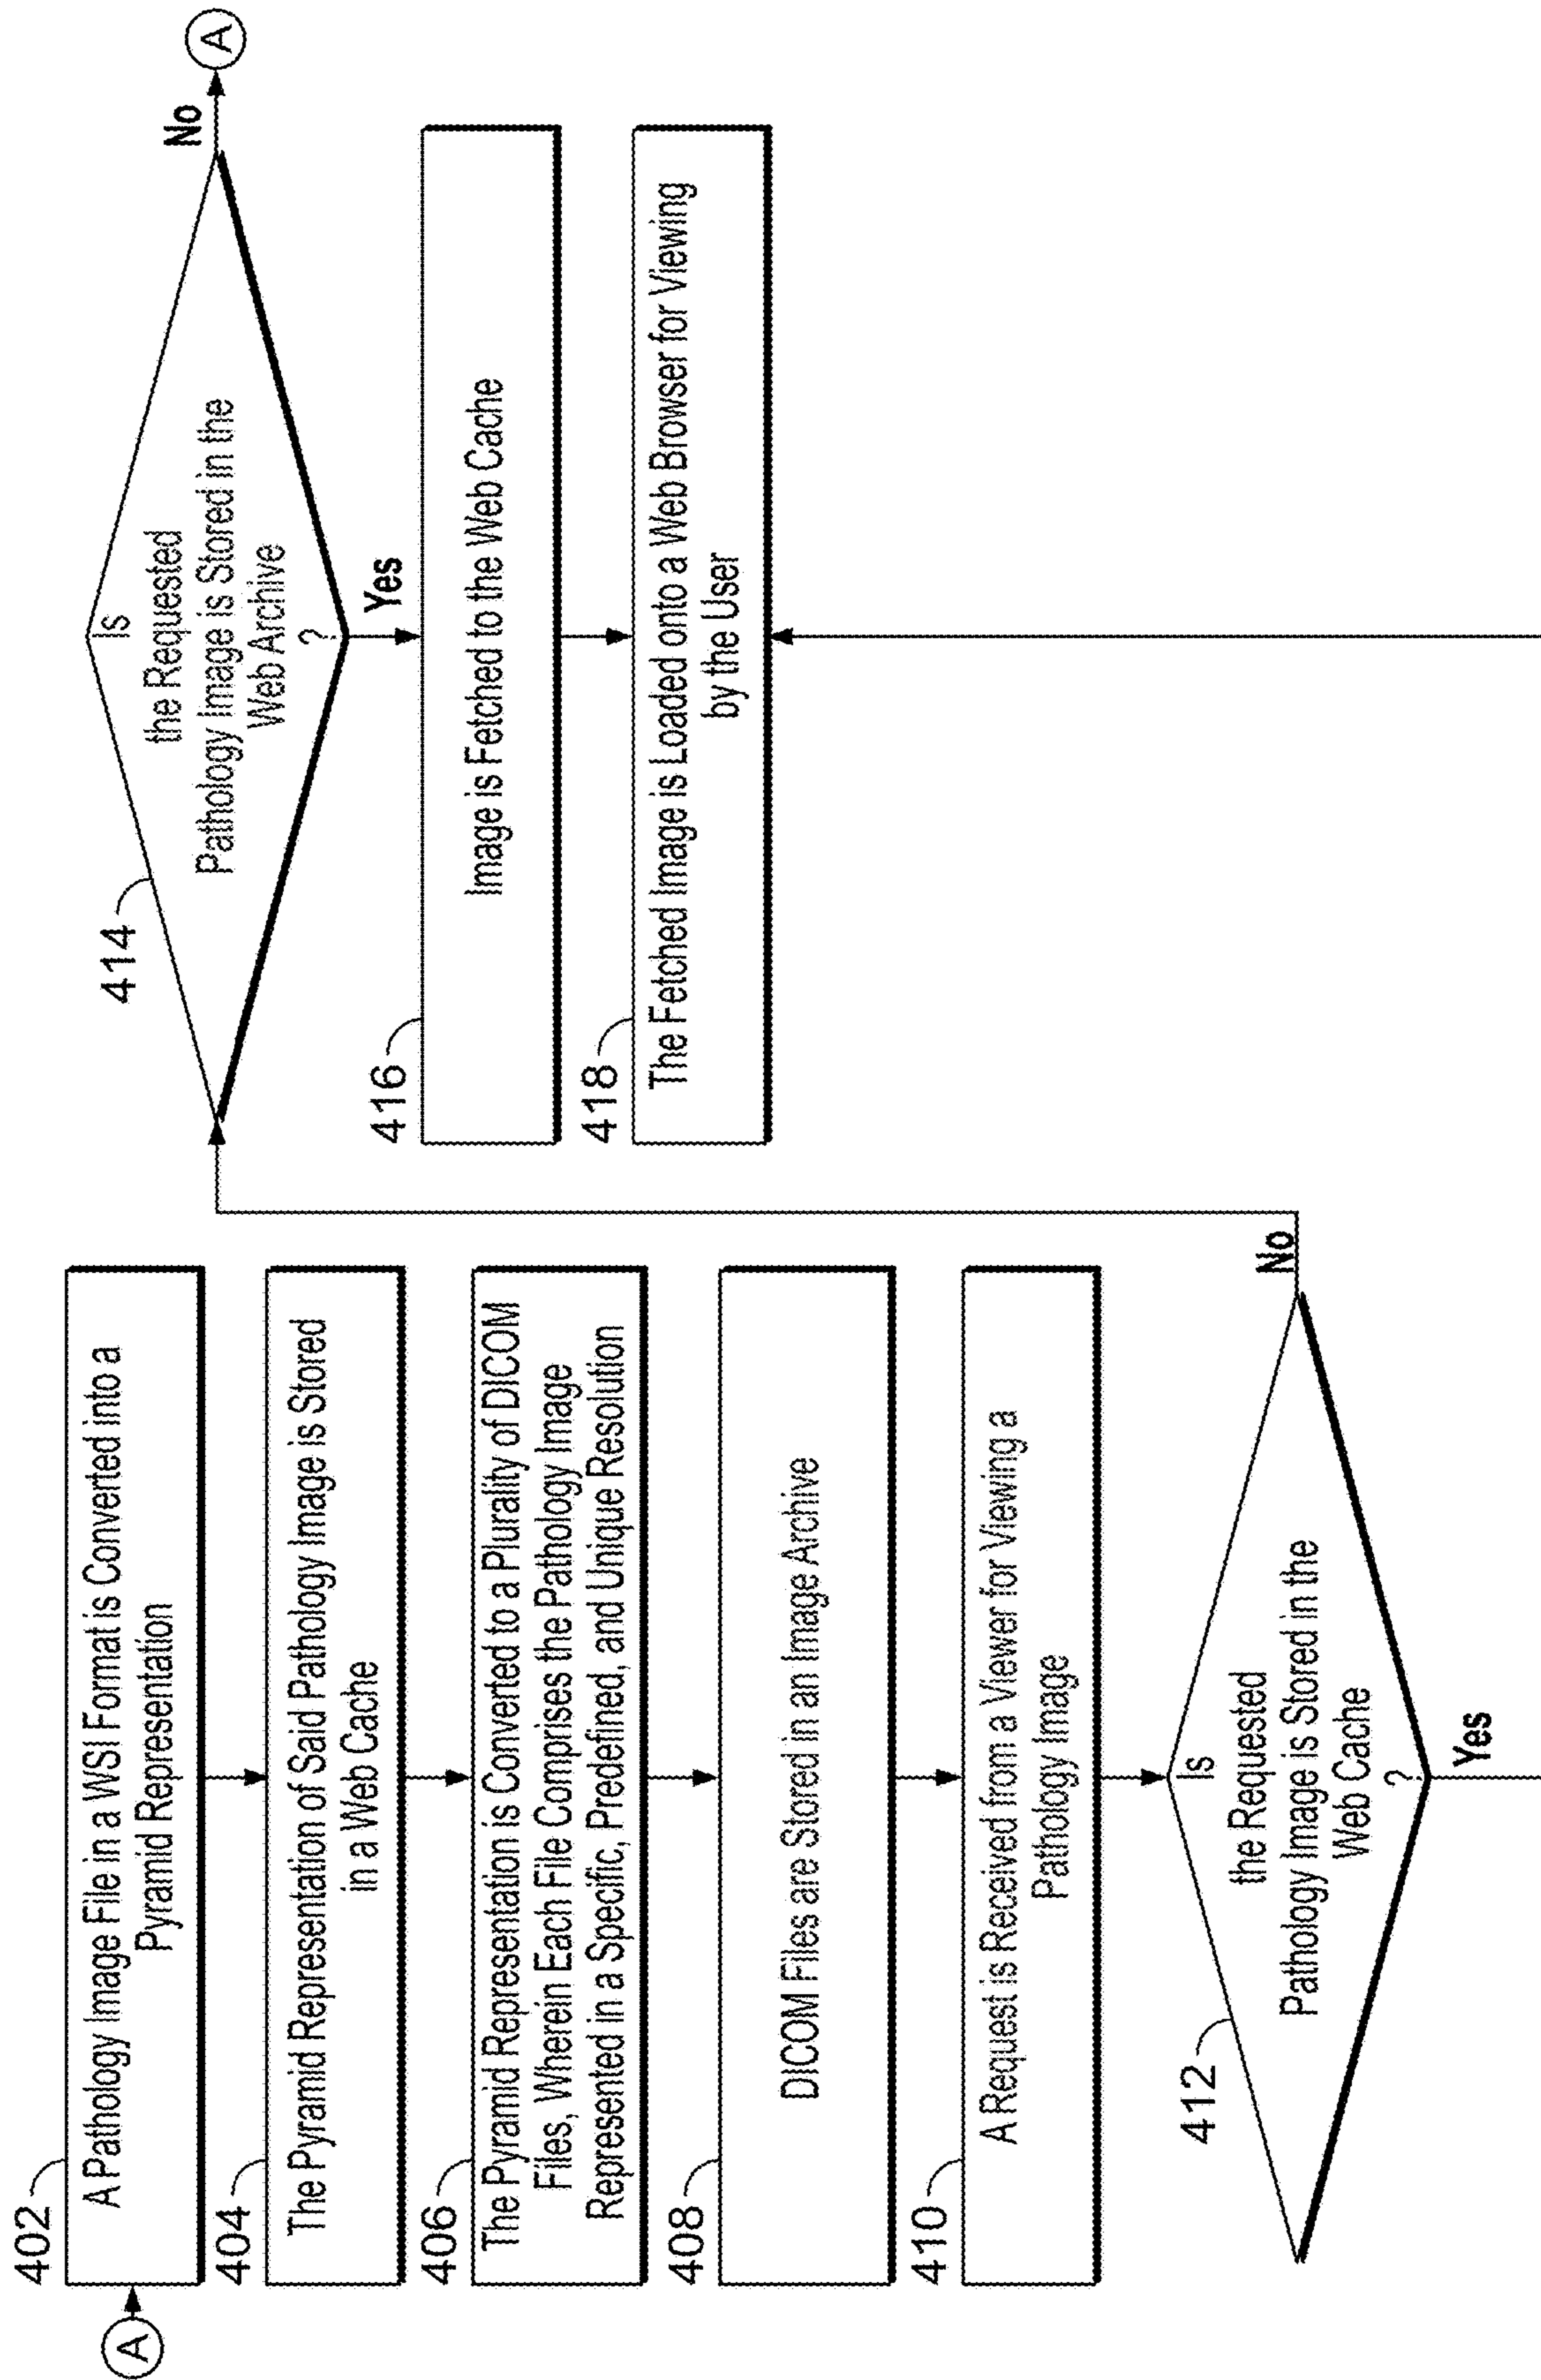 A
402
A Pathology Image File in a WSI Format is Converted into a
Pyramid Representation
404
The Pyramid Representation of Said Pathology Image is Stored
in a Web Cache
406
The Pyramid Representation is Converted to a Plurality of DICOM
Files, Wherein Each File Comprises the Pathology Image
Represented in a Specific, Predefined, and Unique Resolution
408
DICOM Files are Stored in an Image Archive
410
A Request is Received from a Viewer for Viewing a
Pathology Image
412
Is
the Requested
Pathology Image is Stored in the
Web Cache
?
No
Yes
414
Is
the Requested
Pathology Image is Stored in the
Web Archive
?
No
A
Yes
416
Image is Fetched to the Web Cache
418
The Fetched Image is Loaded onto a Web Browser for Viewing
by the User